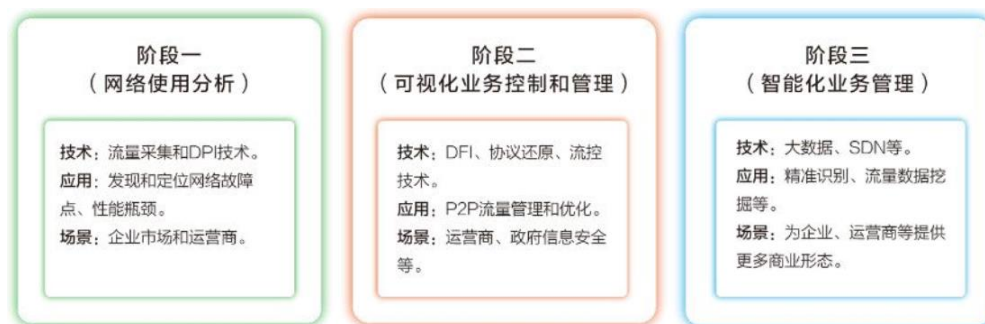 阶段一
（网络使用分析）
技术：流量采集和DPI技术。
应用：发现和定位网络故障
点、性能瓶颈。
场景：企业市场和运营商。
阶段二
（可视化业务控制和管理）
技术：DFI、协议还原、流控
技术。
应用：P2P流量管理和优化。
场景：运营商、政府信息安全
等。
阶段三
（智能化业务管理）
技术：大数据、SDN等。
应用：精准识别、流量数据挖
掘等。
场景：为企业、运营商等提供
更多商业形态。